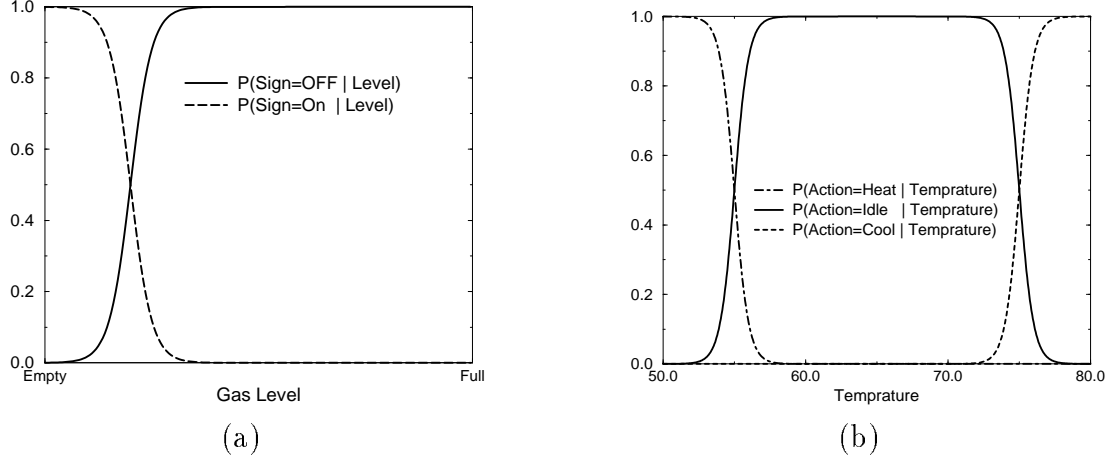 1.0
0.8
0.6
0.4
0.2
0.0
P(Sign=OFF | Level)
P(Sign=On | Level)
Empty
Full
Gas Level
(a)
1.0
0.8
0.6
0.4
0.2
0.0
P(Action=Heat | Temprature)
P(Action=Idle | Temprature)
P(Action=Cool | Temprature)
50.0 60.0 70.0 80.0
Temprature
(b)